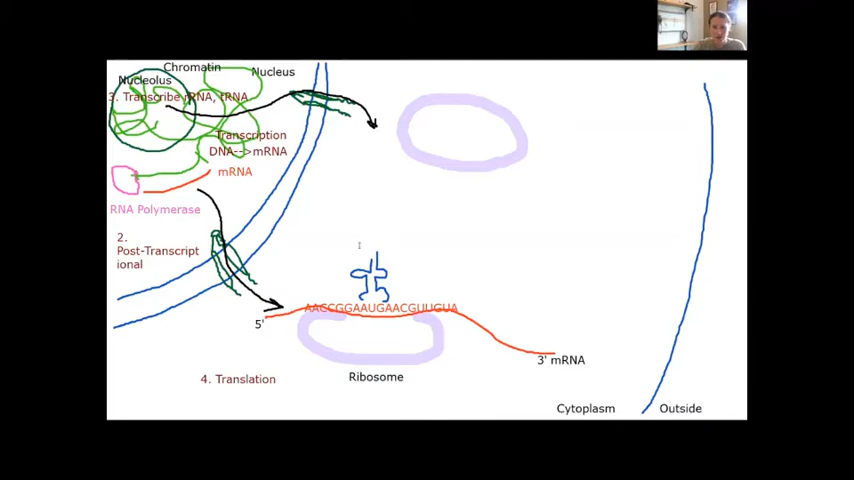 Chromatin
Nucleus
Nucleolus
3. Transcribe rRNA, tRNA
Transcription
DNA-->mRNA
mRNA
RNA Polymerase
2.
Post-Transcript
ional
AACCGGAAUGAACGUUGUA
5'
3' mRNA
4. Translation
Ribosome
Cytoplasm
Outside